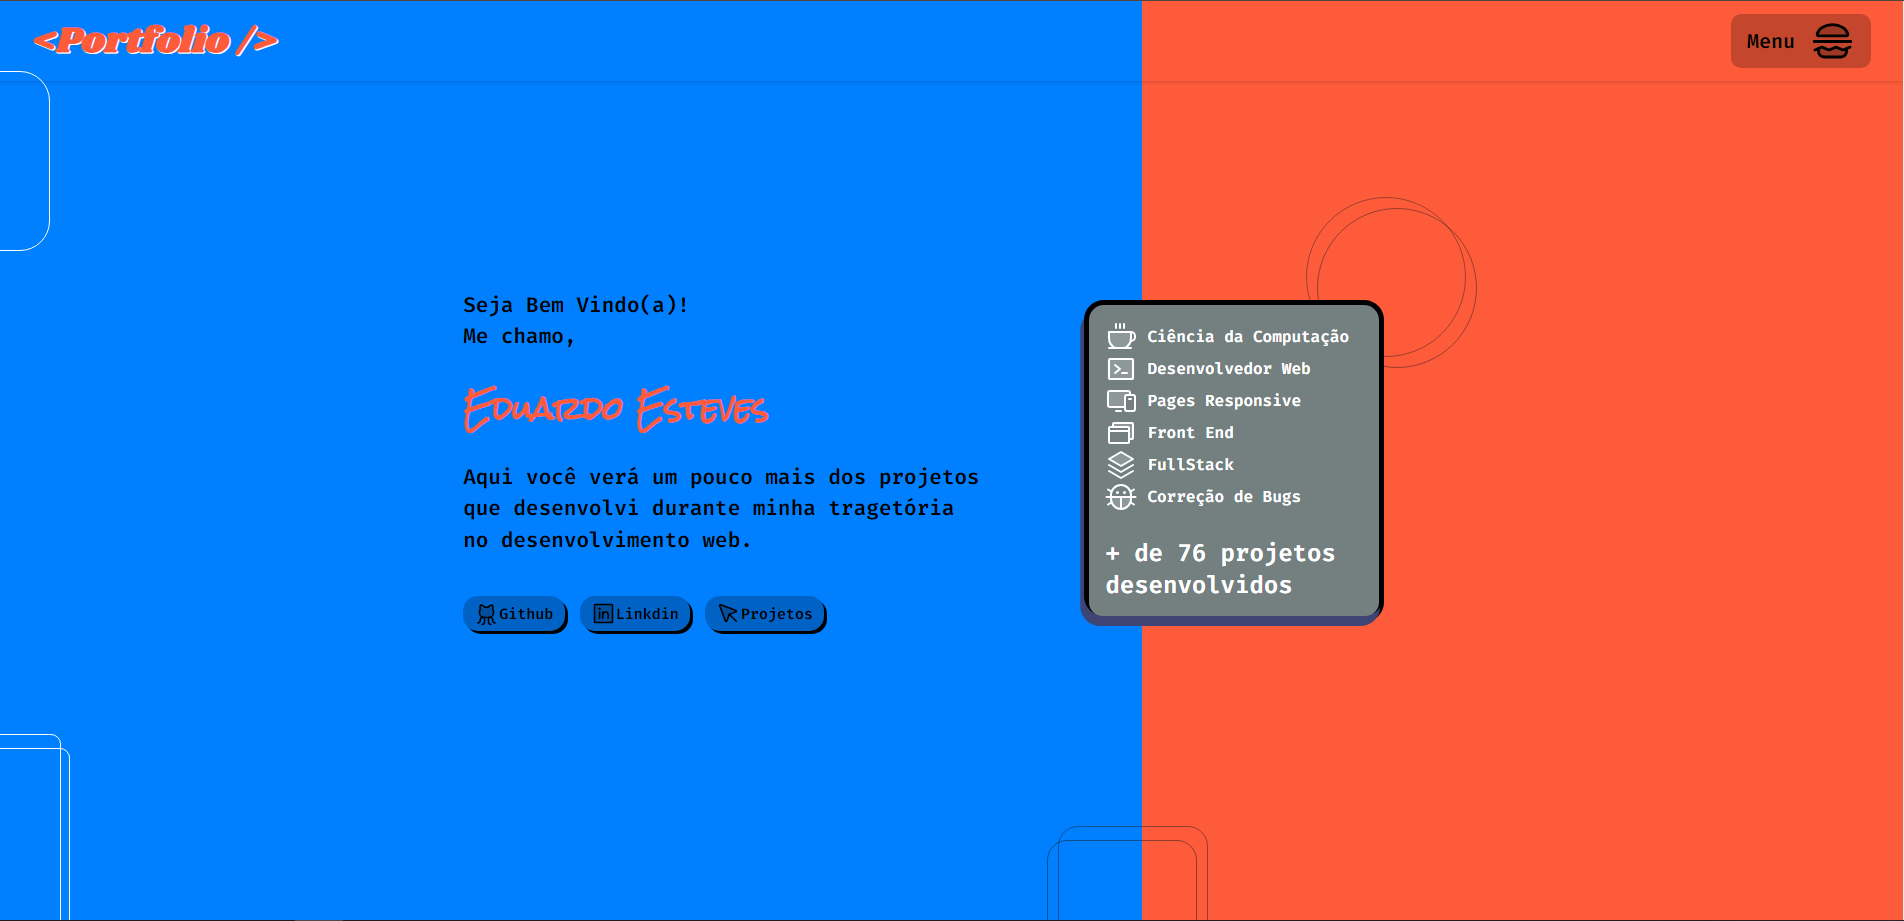 <Portfolio />
Menu
Seja Bem Vindo(a)!
Me chamo,
Eduardo Esteves
Aqui você verá um pouco mais dos projetos
que desenvolvi durante minha tragetória
no desenvolvimento web.
Github
Linkdin
Projetos
Ciência da Computação
Desenvolvedor Web
Pages Responsive
Front End
FullStack
Correção de Bugs
+ de 76 projetos
desenvolvidos